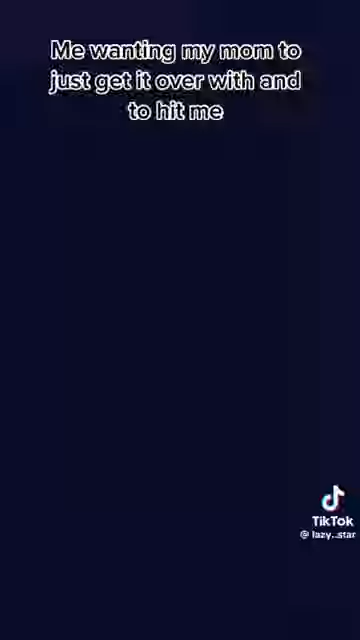 Me wanting my mom to
just get it over with and
to hit me
TikTok
@ lazy..star